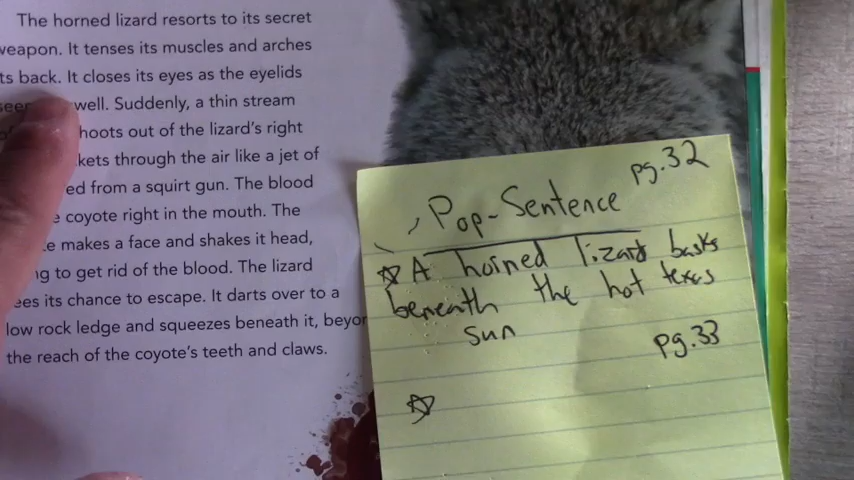 The horned lizard resorts to its secret
weapon. It tenses its muscles and arches
its back. It closes its eyes as the eyelids
well. Suddenly, a thin stream
hoots out of the lizard's right
kets through the air like a jet of
ed from a squirt gun. The blood
e coyote right in the mouth. The
e makes a face and shakes it head,
ng to get rid of the blood. The lizard
ees its chance to escape. It darts over to a
low rock ledge and squeezes beneath it, beyon
the reach of the coyote's teeth and claws.
Pop-Sentence pg.32
A horned lizard basks
beneath the hot texas
sun
pg.33